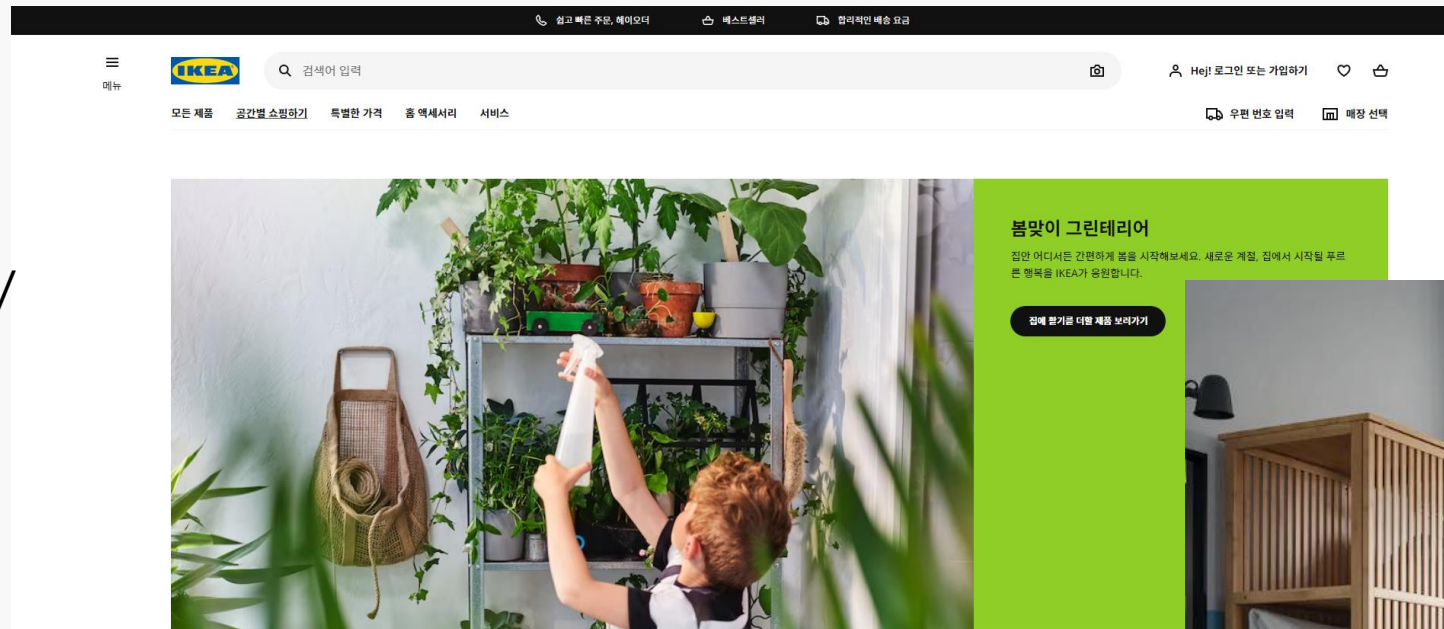 쉽고 빠른 주문, 헤이오더
베스트셀러
합리적인 배송 요금
메뉴
IKEA
검색어 입력
Hej! 로그인 또는 가입하기
모든 제품
공간별 쇼핑하기
특별한 가격
홈 액세서리
서비스
우편 번호 입력
매장 선택
봄맞이 그린테리어
집안 어디서든 간편하게 봄을 시작해보세요. 새로운 계절, 집에서 시작될 푸르
른 행복을 IKEA가 응원합니다.
집에 활기를 더할 제품 보러가기